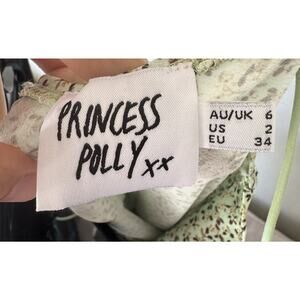 PRINCESS
POLLY xx
AU/UK 6
US 2
EU 34